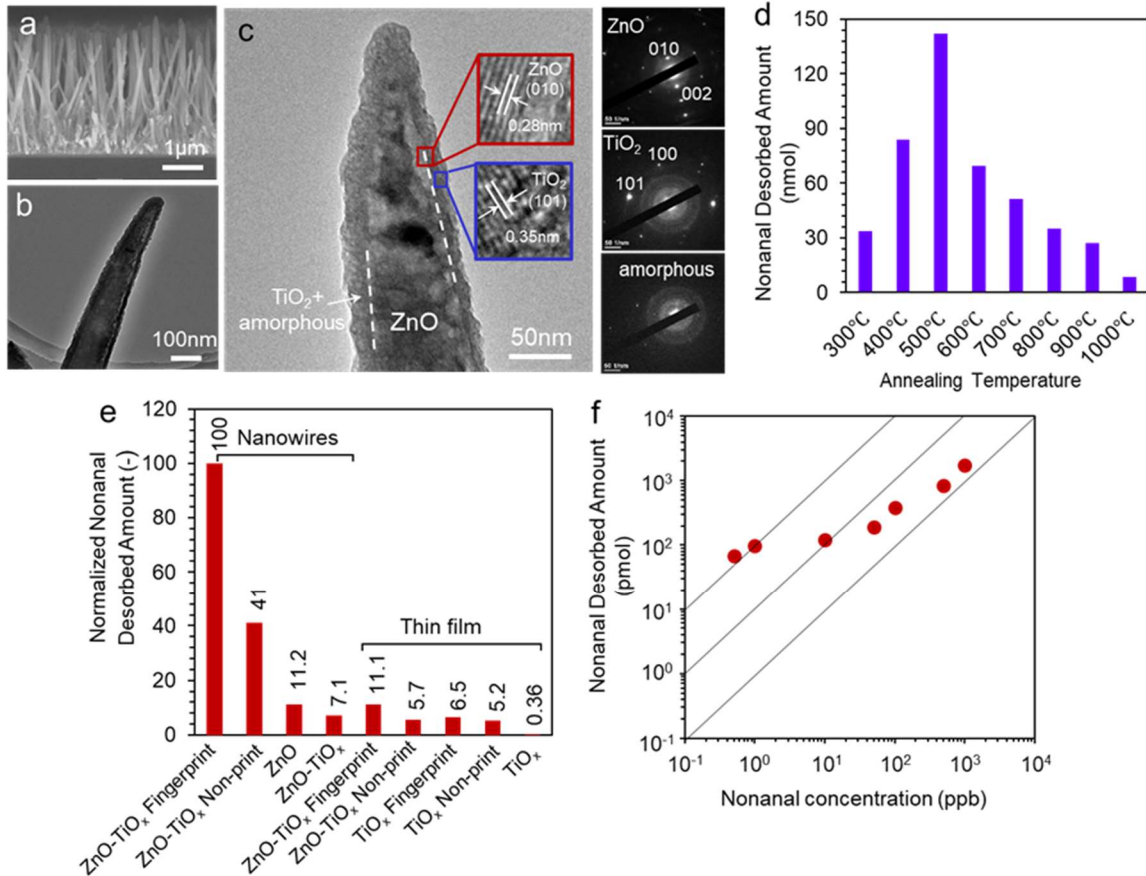 a
1μm
b
100nm
c
ZnO
(010)
0.28nm
TiO2
(101)
0.35nm
TiO2+
amorphous
ZnO
50nm
ZnO
010
002
TiO2
100
101
amorphous
d
Nonanal Desorbed Amount
(nmol)
150
120
90
60
30
0
300°C
400°C
500°C
600°C
700°C
800°C
900°C
1000°C
Annealing Temperature
e
Normalized Nonanal
Desorbed Amount (-)
120
100
80
60
40
20
0
Nanowires
Thin film
100
41
11.2
7.1
11.1
5.7
6.5
5.2
0.36
ZnO-TiOx Fingerprint
ZnO-TiOx Non-print
ZnO
ZnO-TiOx
ZnO-TiOx Fingerprint
ZnO-TiOx Non-print
TiOx Fingerprint
TiOx Non-print
TiOx
f
Nonanal Desorbed Amount
(pmol)
10^4
10^3
10^2
10^1
10^0
10^-1
10^-1
10^0
10^1
10^2
10^3
10^4
Nonanal concentration (ppb)